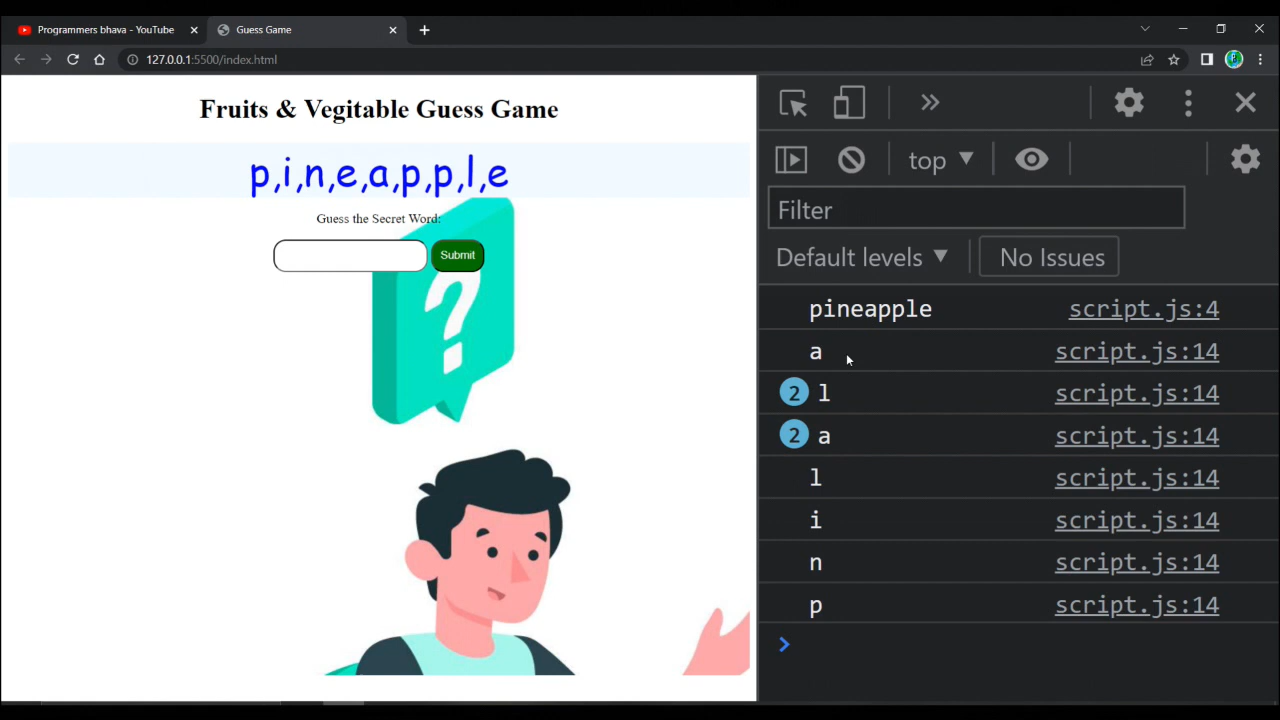 Programmers bhava - YouTube
Guess Game
127.0.0.1:5500/index.html
Fruits & Vegitable Guess Game
p,i,n,e,a,p,p,l,e
Guess the Secret Word:
Submit
?
top
Filter
Default levels
No Issues
pineapple script.js:4
a script.js:14
2 l script.js:14
2 a script.js:14
l script.js:14
i script.js:14
n script.js:14
p script.js:14